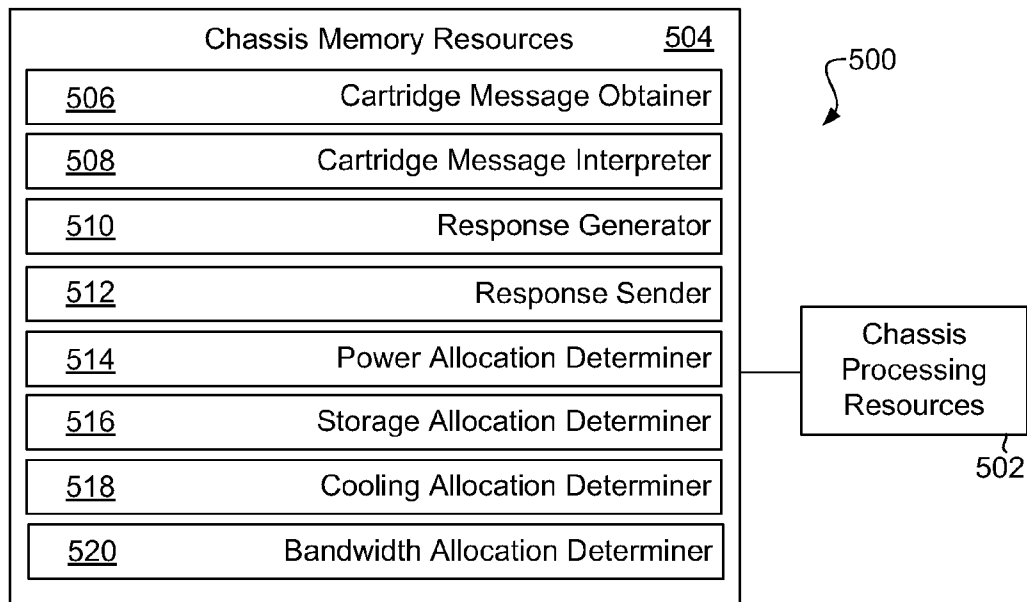 Chassis Memory Resources 504
500
506 Cartridge Message Obtainer
508 Cartridge Message Interpreter
510 Response Generator
512 Response Sender
514 Power Allocation Determiner
516 Storage Allocation Determiner
518 Cooling Allocation Determiner
520 Bandwidth Allocation Determiner
Chassis
Processing
Resources
502